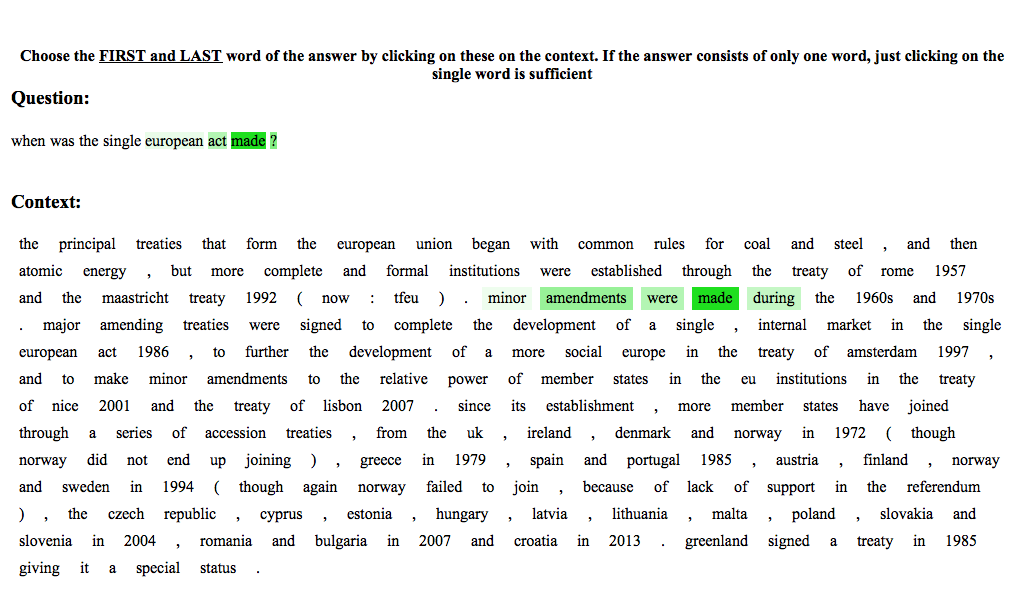 Choose the FIRST and LAST word of the answer by clicking on these on the context. If the answer consists of only one word, just clicking on the
single word is sufficient
Question:
when was the single european act made ?
Context:
the principal treaties that form the european union began with common rules for coal and steel , and then
atomic energy , but more complete and formal institutions were established through the treaty of rome 1957
and the maastricht treaty 1992 ( now : tfeu ) . minor amendments were made during the 1960s and 1970s
. major amending treaties were signed to complete the development of a single , internal market in the single
european act 1986 , to further the development of a more social europe in the treaty of amsterdam 1997 ,
and to make minor amendments to the relative power of member states in the eu institutions in the treaty
of nice 2001 and the treaty of lisbon 2007 . since its establishment , more member states have joined
through a series of accession treaties , from the uk , ireland , denmark and norway in 1972 ( though
norway did not end up joining ) , greece in 1979 , spain and portugal 1985 , austria , finland , norway
and sweden in 1994 ( though again norway failed to join , because of lack of support in the referendum
) , the czech republic , cyprus , estonia , hungary , latvia , lithuania , malta , poland , slovakia and
slovenia in 2004 , romania and bulgaria in 2007 and croatia in 2013 . greenland signed a treaty in 1985
giving it a special status .